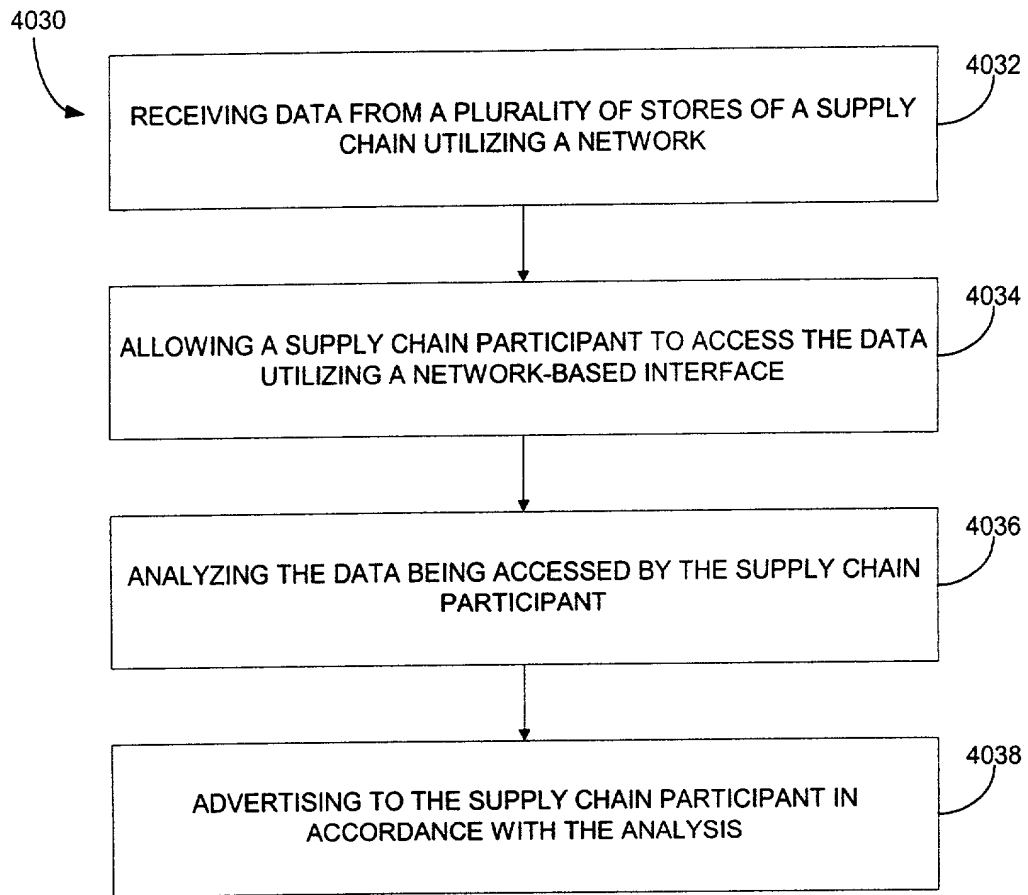 4030
4032
RECEIVING DATA FROM A PLURALITY OF STORES OF A SUPPLY
CHAIN UTILIZING A NETWORK
4034
ALLOWING A SUPPLY CHAIN PARTICIPANT TO ACCESS THE DATA
UTILIZING A NETWORK-BASED INTERFACE
4036
ANALYZING THE DATA BEING ACCESSED BY THE SUPPLY CHAIN
PARTICIPANT
4038
ADVERTISING TO THE SUPPLY CHAIN PARTICIPANT IN
ACCORDANCE WITH THE ANALYSIS